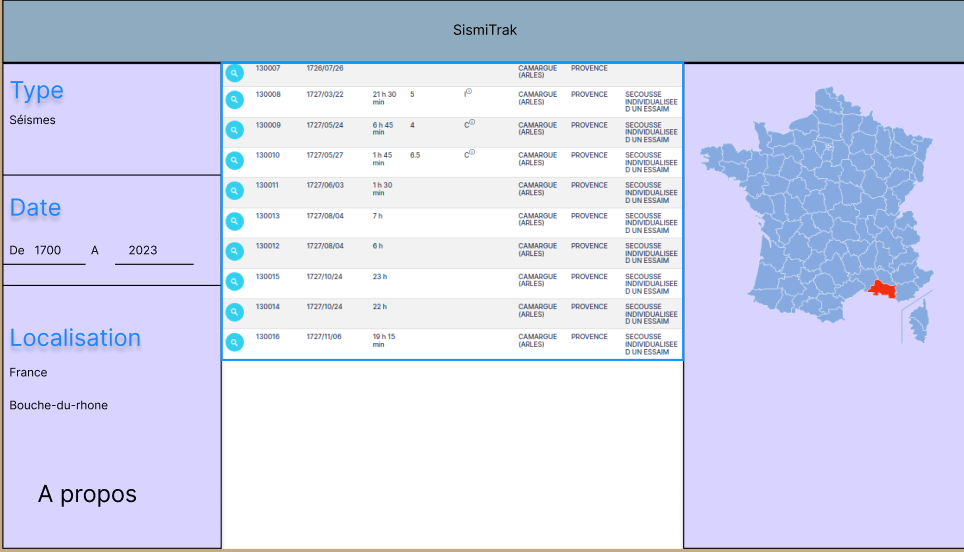 SismiTrak
Type
Séismes
Date
De 1700 A 2023
Localisation
France
Bouche-du-rhone
A propos
130007 1726/07/26 CAMARGUE PROVENCE
(ARLES)
130008 1727/03/22 21 h 30 5 I CAMARGUE PROVENCE SECOUSSE
min (ARLES) INDIVIDUALISEE
D UN ESSAIM
130009 1727/05/24 6 h 45 4 C CAMARGUE PROVENCE SECOUSSE
min (ARLES) INDIVIDUALISEE
D UN ESSAIM
130010 1727/05/27 1 h 45 6.5 C CAMARGUE PROVENCE SECOUSSE
min (ARLES) INDIVIDUALISEE
D UN ESSAIM
130011 1727/06/03 1 h 30 CAMARGUE PROVENCE SECOUSSE
min (ARLES) INDIVIDUALISEE
D UN ESSAIM
130013 1727/08/04 7 h CAMARGUE PROVENCE SECOUSSE
(ARLES) INDIVIDUALISEE
D UN ESSAIM
130012 1727/08/04 6 h CAMARGUE PROVENCE SECOUSSE
(ARLES) INDIVIDUALISEE
D UN ESSAIM
130015 1727/10/24 23 h CAMARGUE PROVENCE SECOUSSE
(ARLES) INDIVIDUALISEE
D UN ESSAIM
130014 1727/10/24 22 h CAMARGUE PROVENCE SECOUSSE
(ARLES) INDIVIDUALISEE
D UN ESSAIM
130016 1727/11/06 19 h 15 CAMARGUE PROVENCE SECOUSSE
min (ARLES) INDIVIDUALISEE
D UN ESSAIM